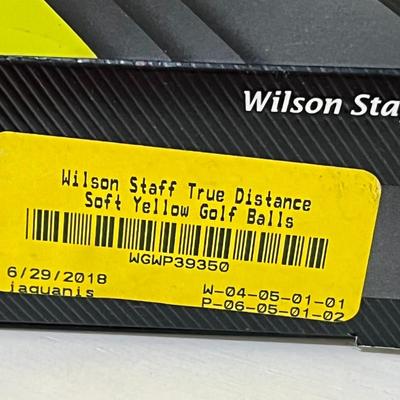 Wilson Sta
Wilson Staff True Distance
Soft Yellow Golf Balls
WGWP39350
6/29/2018 W-04-05-01-01
jaquanis P-06-05-01-02